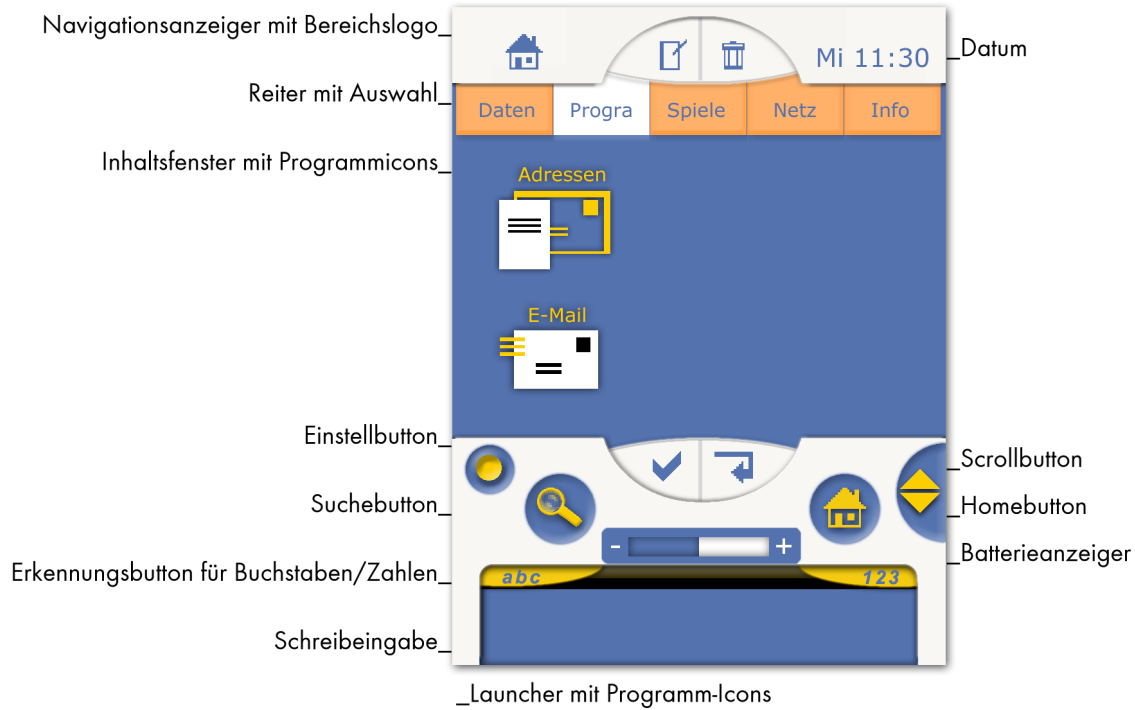 Navigationsanzeiger mit Bereichslogo_
Mi 11:30
_Datum
Reiter mit Auswahl_
Daten Progra Spiele Netz Info
Inhaltsfenster mit Programmicons_
Adressen
E-Mail
Einstellbutton_
_Scrollbutton
Suchebutton_
_Homebutton
- +
_Batterieanzeiger
Erkennungsbutton für Buchstaben/Zahlen_
abc 123
Schreibeingabe_
_Launcher mit Programm-Icons